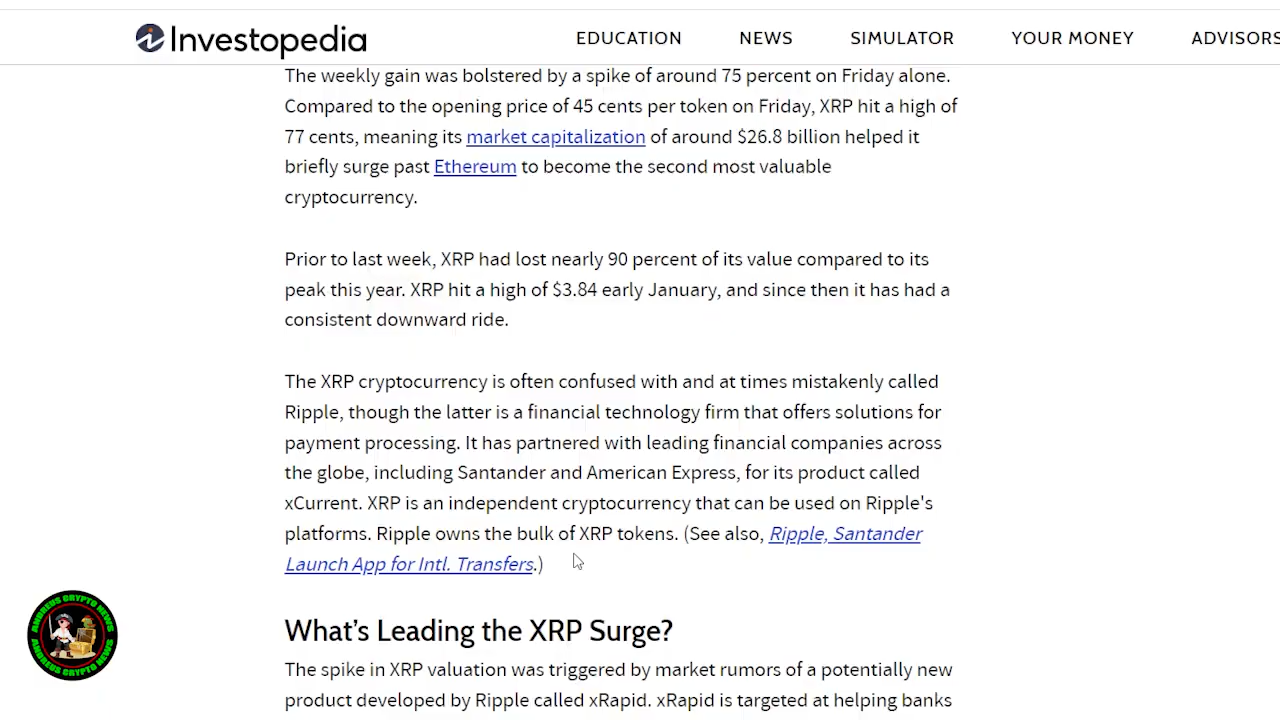 Investopedia
EDUCATION NEWS SIMULATOR YOUR MONEY ADVISORS
The weekly gain was bolstered by a spike of around 75 percent on Friday alone.
Compared to the opening price of 45 cents per token on Friday, XRP hit a high of
77 cents, meaning its market capitalization of around $26.8 billion helped it
briefly surge past Ethereum to become the second most valuable
cryptocurrency.
Prior to last week, XRP had lost nearly 90 percent of its value compared to its
peak this year. XRP hit a high of $3.84 early January, and since then it has had a
consistent downward ride.
The XRP cryptocurrency is often confused with and at times mistakenly called
Ripple, though the latter is a financial technology firm that offers solutions for
payment processing. It has partnered with leading financial companies across
the globe, including Santander and American Express, for its product called
xCurrent. XRP is an independent cryptocurrency that can be used on Ripple's
platforms. Ripple owns the bulk of XRP tokens. (See also, Ripple, Santander
Launch App for Intl. Transfers.)
ANDREUS CRYPTO NEWS
ANDREUS CRYPTO NEWS
What's Leading the XRP Surge?
The spike in XRP valuation was triggered by market rumors of a potentially new
product developed by Ripple called xRapid. xRapid is targeted at helping banks